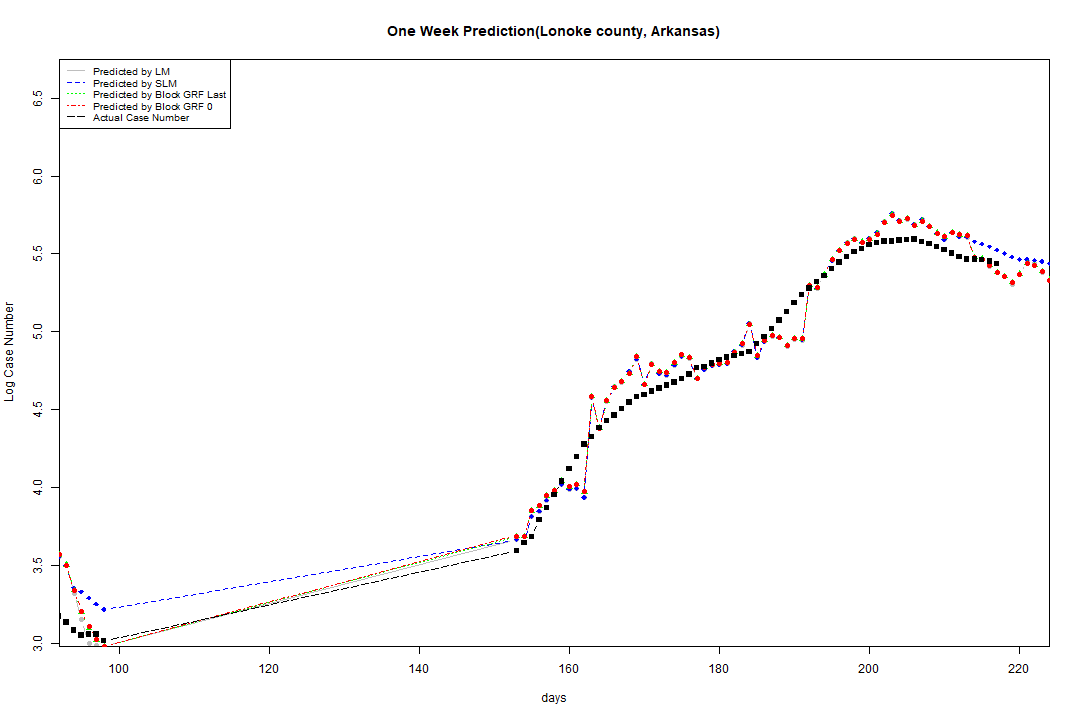 One Week Prediction(Lonoke county, Arkansas)
Predicted by LM
Predicted by SLM
Predicted by Block GRF Last
Predicted by Block GRF 0
Actual Case Number
6.5
6.0
5.5
5.0
4.5
4.0
3.5
3.0
Log Case Number
100 120 140 160 180 200 220
days